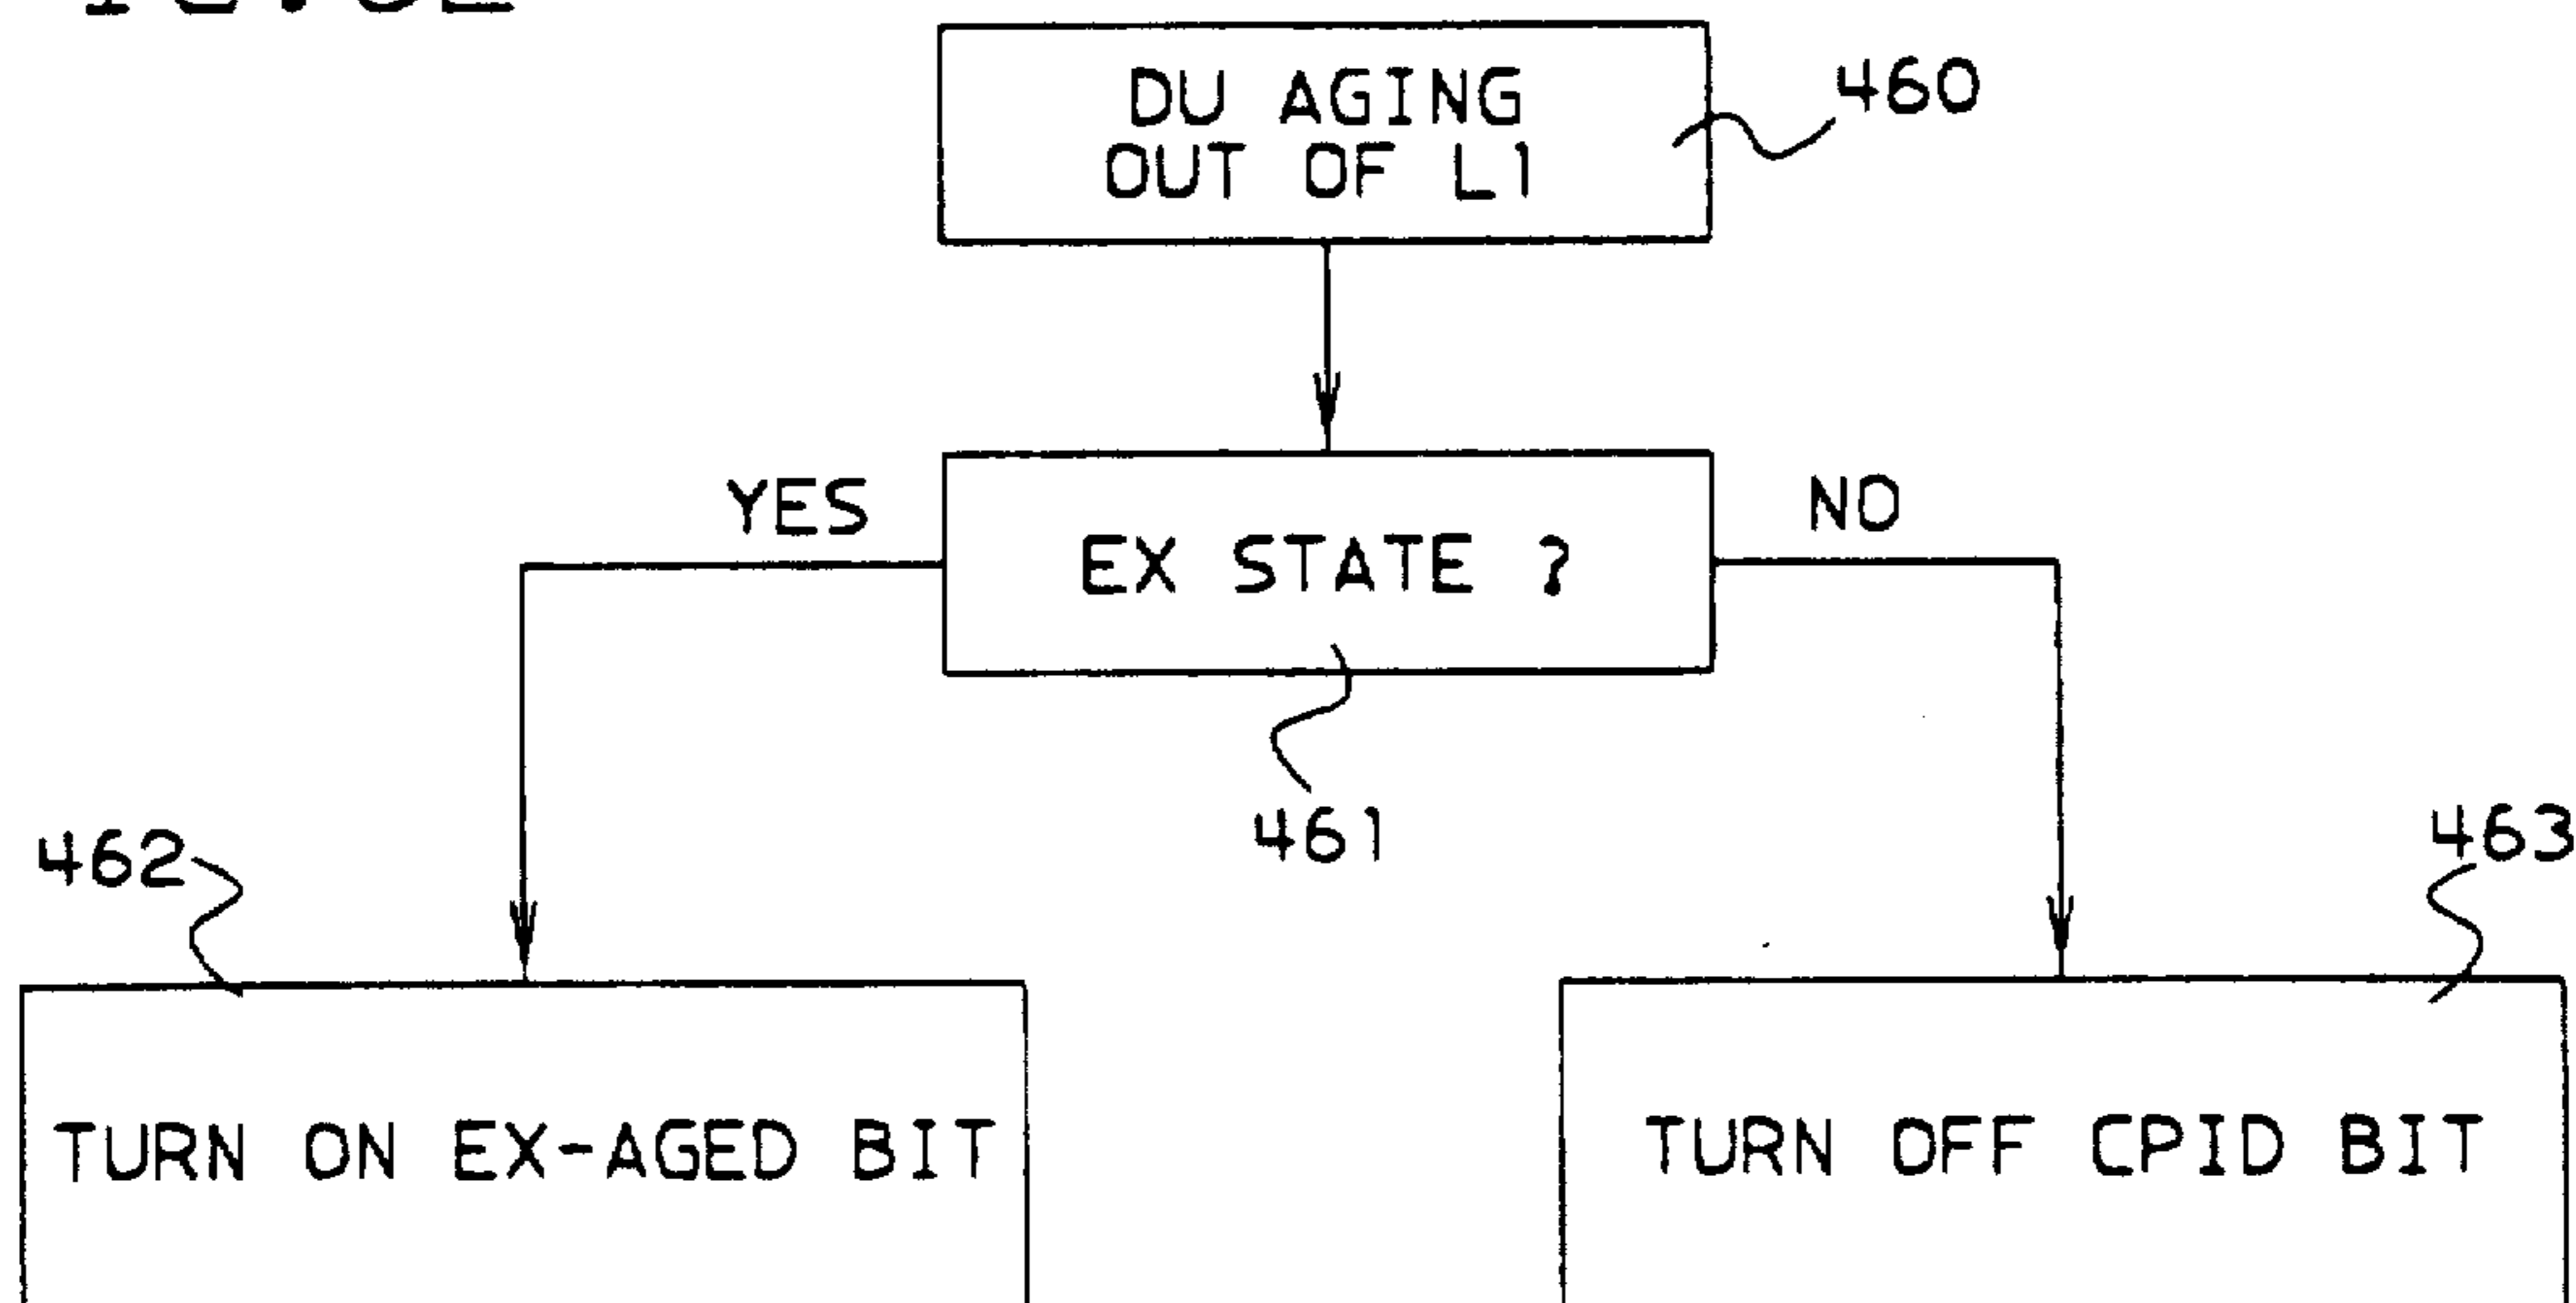 DU AGING
OUT OF L1
460
YES
NO
EX STATE ?
461
462
463
TURN ON EX-AGED BIT
TURN OFF CPID BIT